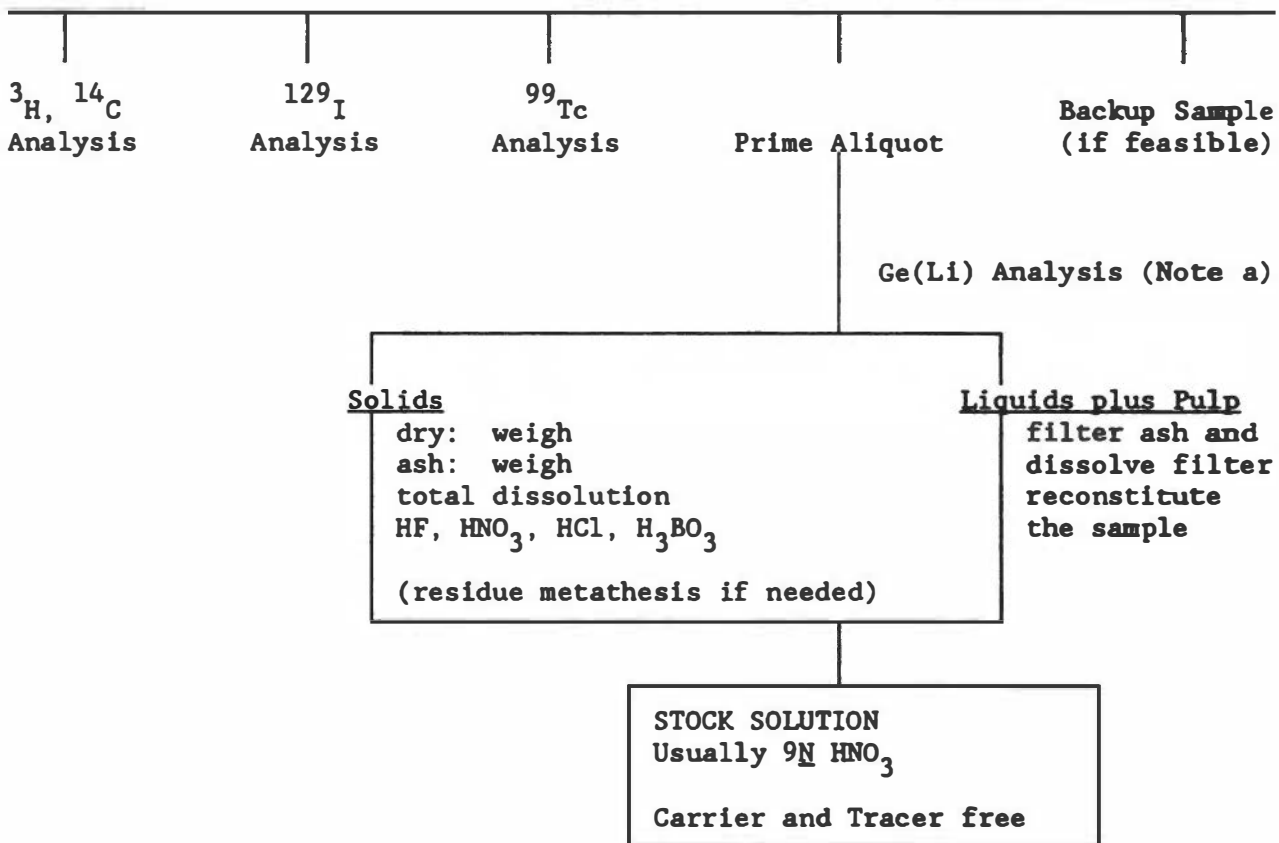 ³H, ¹⁴C
Analysis
¹²⁹I
Analysis
⁹⁹Tc
Analysis
Prime Aliquot
Backup Sample
(if feasible)
Ge(Li) Analysis (Note a)
Solids
dry: weigh
ash: weigh
total dissolution
HF, HNO₃, HCl, H₃BO₃
(residue metathesis if needed)
Liquids plus Pulp
filter ash and
dissolve filter
reconstitute
the sample
STOCK SOLUTION
Usually 9N HNO₃
Carrier and Tracer free